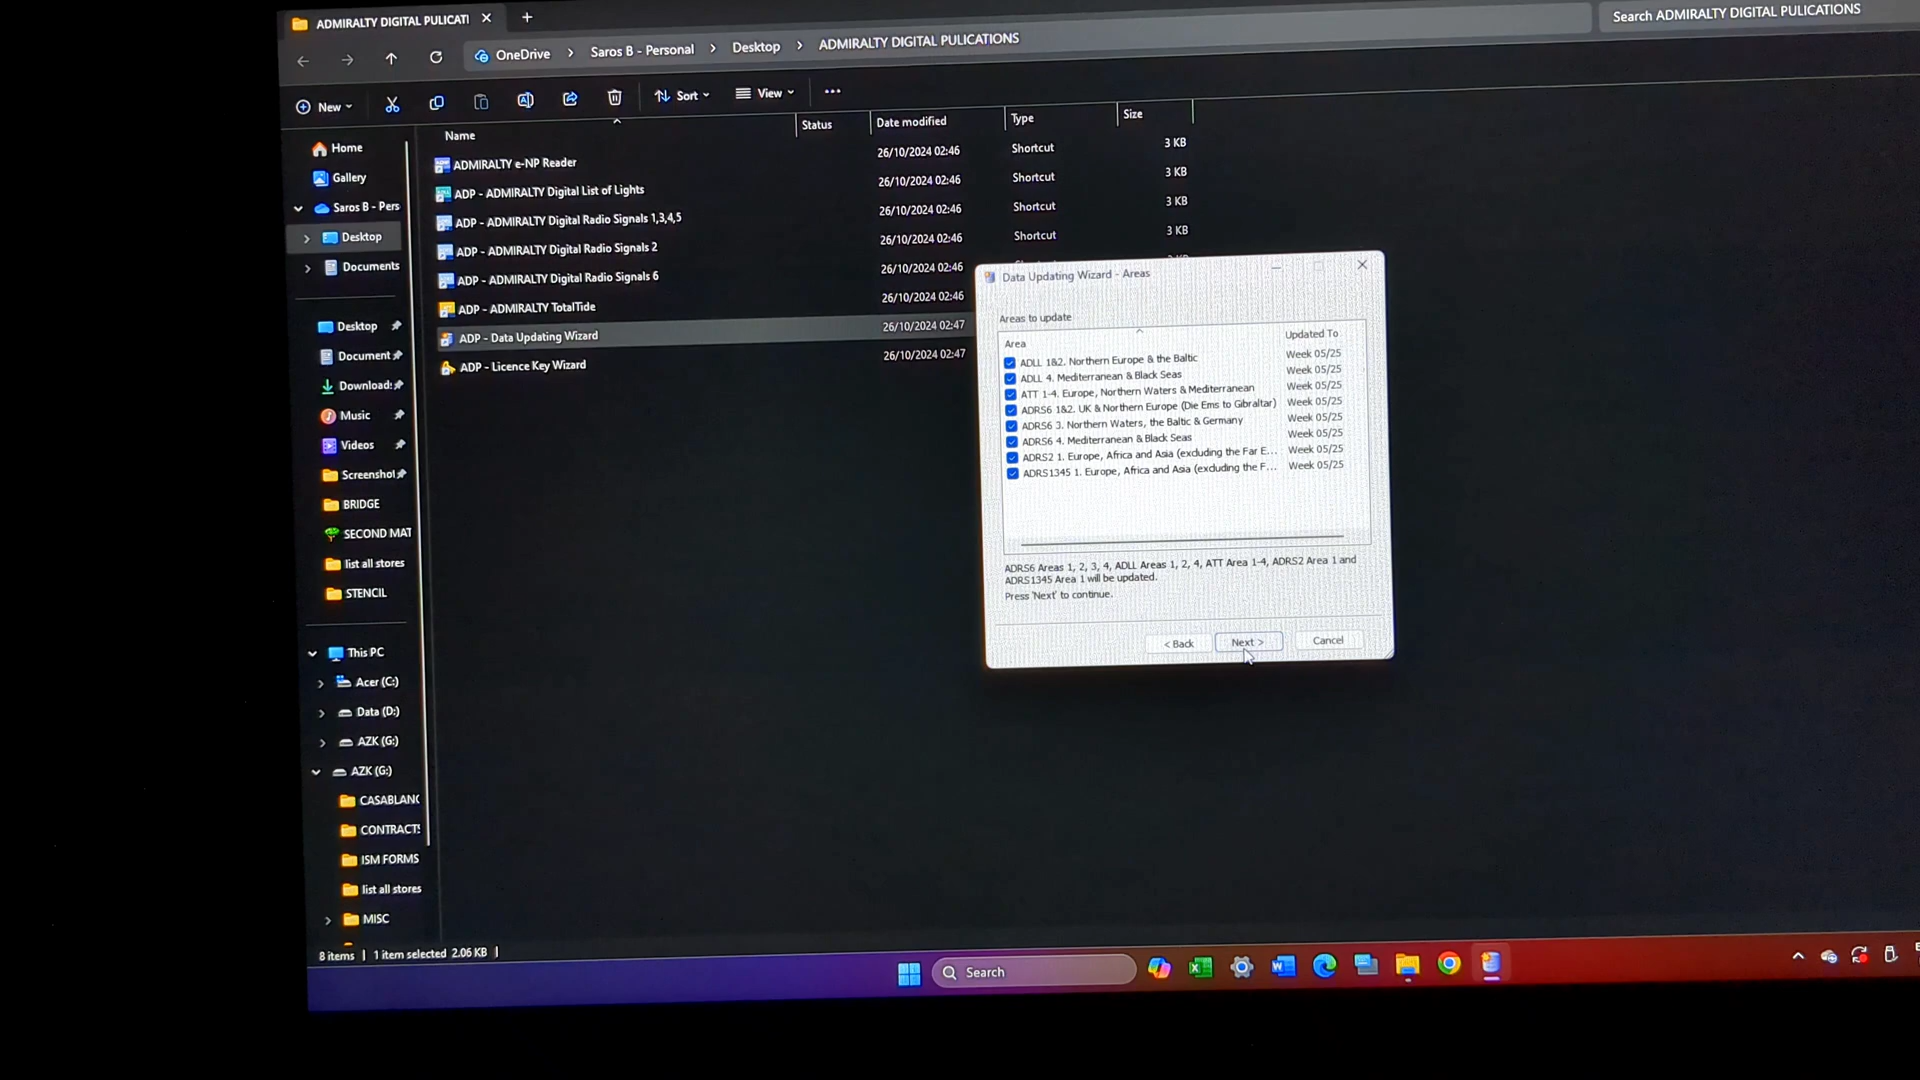 ADMIRALTY DIGITAL PULICATI
OneDrive > Saros B - Personal > Desktop > ADMIRALTY DIGITAL PULICATIONS
Search ADMIRALTY DIGITAL PULICATIONS
New
Sort
View
Name Status Date modified Type Size
ADMIRALTY e-NP Reader 26/10/2024 02:46 Shortcut 3 KB
ADP - ADMIRALTY Digital List of Lights 26/10/2024 02:46 Shortcut 3 KB
ADP - ADMIRALTY Digital Radio Signals 1,3,4,5 26/10/2024 02:46 Shortcut 3 KB
ADP - ADMIRALTY Digital Radio Signals 2 26/10/2024 02:46 Shortcut 3 KB
ADP - ADMIRALTY Digital Radio Signals 6 26/10/2024 02:46
ADP - ADMIRALTY TotalTide 26/10/2024 02:46
ADP - Data Updating Wizard 26/10/2024 02:47
ADP - Licence Key Wizard 26/10/2024 02:47
Home
Gallery
Saros B - Pers
Desktop
Documents
Desktop
Document
Download:
Music
Videos
Screenshot
BRIDGE
SECOND MAT
list all stores
STENCIL
This PC
Acer (C:)
Data (D:)
AZK (G:)
AZK (G:)
CASABLANC
CONTRACTS
ISM FORMS
list all stores
MISC
8 items | 1 item selected 2.06 KB |
Data Updating Wizard - Areas
Areas to update
Area Updated To
ADLL 1&2. Northern Europe & the Baltic Week 05/25
ADLL 4. Mediterranean & Black Seas Week 05/25
ATT 1-4. Europe, Northern Waters & Mediterranean Week 05/25
ADRS6 1&2. UK & Northern Europe (Die Ems to Gibraltar) Week 05/25
ADRS6 3. Northern Waters, the Baltic & Germany Week 05/25
ADRS6 4. Mediterranean & Black Seas Week 05/25
ADRS2 1. Europe, Africa and Asia (excluding the Far E... Week 05/25
ADRS1345 1. Europe, Africa and Asia (excluding the F... Week 05/25
ADRS6 Areas 1, 2, 3, 4, ADLL Areas 1, 2, 4, ATT Area 1-4, ADRS2 Area 1 and
ADRS1345 Area 1 will be updated.
Press 'Next' to continue.
< Back Next > Cancel
Search